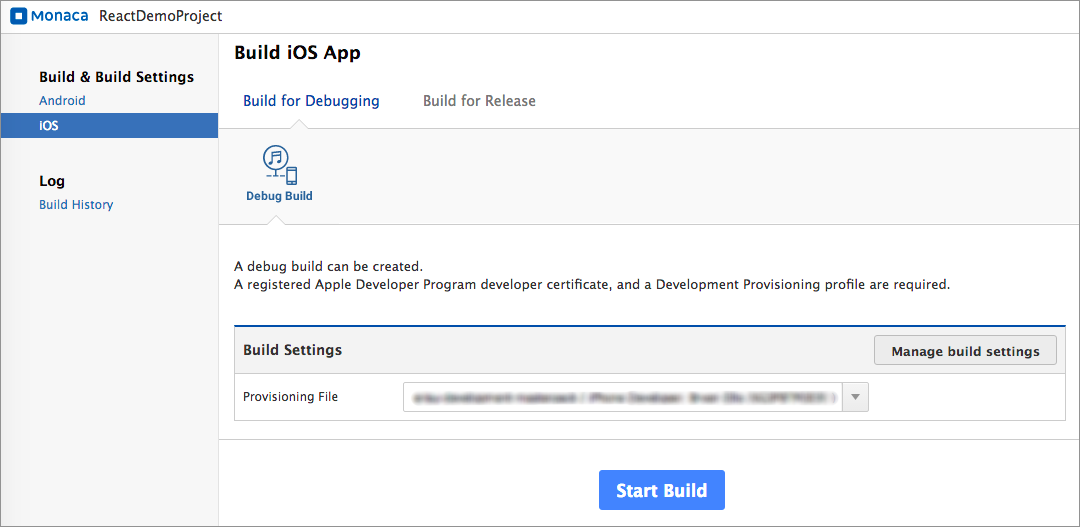 Monaca ReactDemoProject
Build & Build Settings
Android
iOS
Log
Build History
Build iOS App
Build for Debugging Build for Release
Debug Build
A debug build can be created.
A registered Apple Developer Program developer certificate, and a Development Provisioning profile are required.
Build Settings Manage build settings
Provisioning File
Start Build